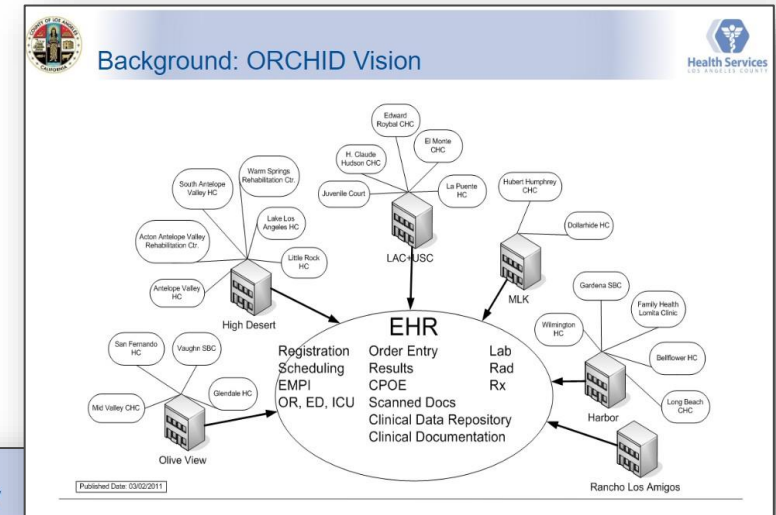 COUNTY OF LOS ANGELES
CALIFORNIA
Background: ORCHID Vision
Health Services
LOS ANGELES COUNTY
Edward
Roybal CHC
El Monte
CHC
H. Claude
Hudson CHC
Juvenile Court
La Puente
HC
LAC+USC
Warm Springs
Rehabilitation Ctr.
South Antelope
Valley HC
Lake Los
Angeles HC
Acton Antelope Valley
Rehabilitation Ctr.
Little Rock
HC
Antelope Valley
HC
High Desert
Hubert Humphrey
CHC
Dollarhide HC
MLK
Gardena SBC
Family Health
Lomita Clinic
Wilmington
HC
Bellflower HC
Long Beach
CHC
Harbor
San Fernando
HC
Vaughn SBC
Mid Valley CHC
Glendale HC
Olive View
Rancho Los Amigos
EHR
Registration Order Entry Lab
Scheduling Results Rad
EMPI CPOE Rx
OR, ED, ICU Scanned Docs
Clinical Data Repository
Clinical Documentation
Published Date: 03/02/2011